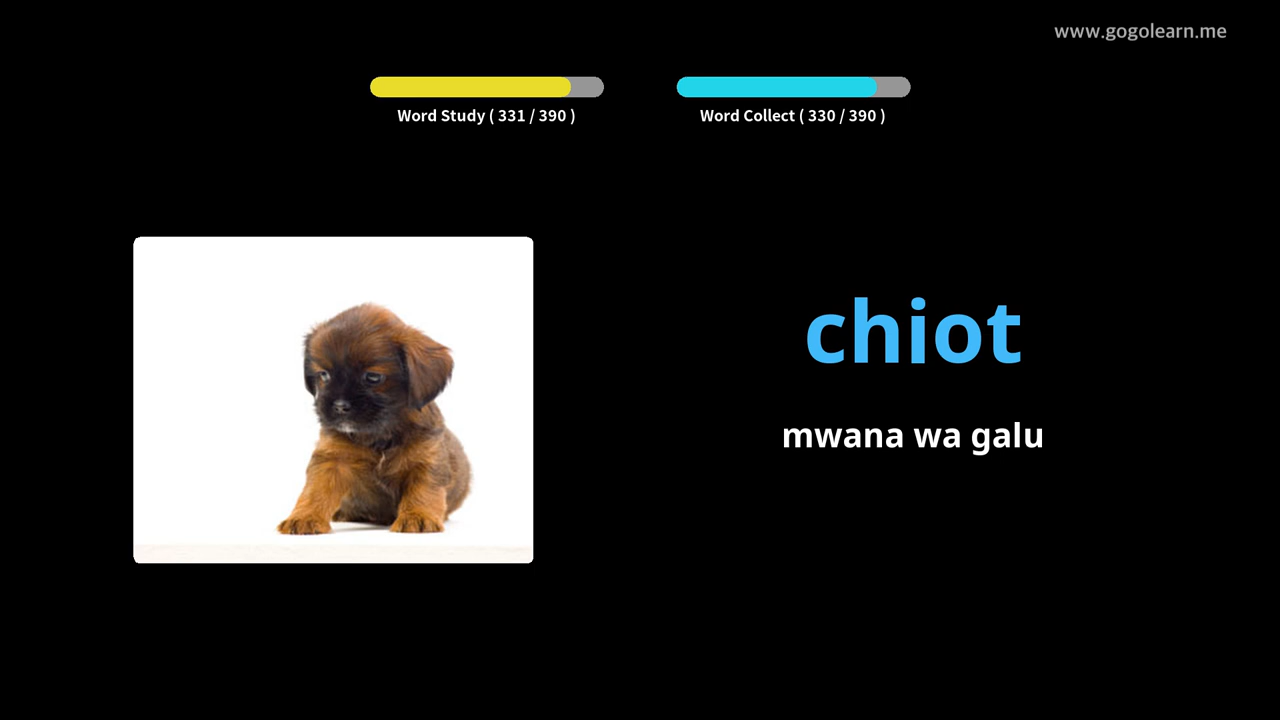 www.gogolearn.me
Word Study ( 331 / 390 )
Word Collect ( 330 / 390 )
chiot
mwana wa galu